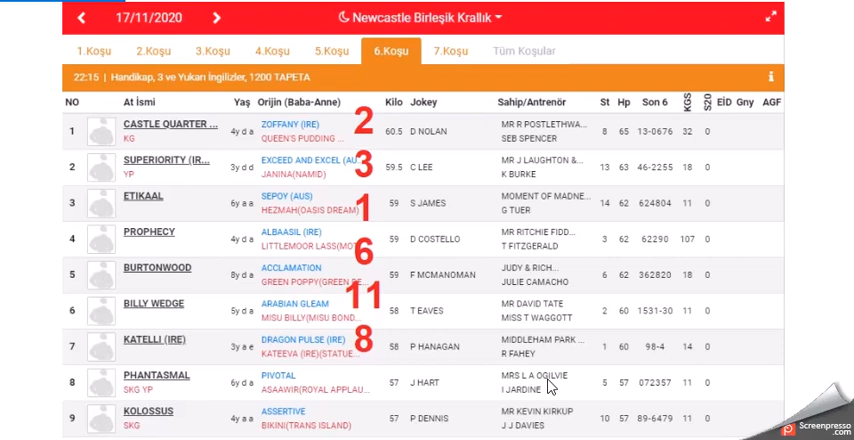 17/11/2020
Newcastle Birleşik Krallık
1.Koşu 2.Koşu 3.Koşu 4.Koşu 5.Koşu 6.Koşu 7.Koşu Tüm Koşular
22:15 | Handikap, 3 ve Yukarı İngilizler, 1200 TAPETA
NO At İsmi Yaş Orijin (Baba-Anne) Kilo Jokey Sahip/Antrenör St Hp Son 6 KGS S20 EİD Gny AGF
1 CASTLE QUARTER ... 4y d a ZOFFANY (IRE) 60.5 D NOLAN MR R POSTLETHWA... 8 65 13-0676 32 0
KG QUEEN'S PUDDING ... SEB SPENCER
2
2 SUPERIORITY (IR... 3y d d EXCEED AND EXCEL (AU... 59.5 C LEE MR J LAUGHTON &... 13 63 46-2255 18 0
YP JANINA(NAMID) K BURKE
3
3 ETIKAAL 6y a a SEPOY (AUS) 59 S JAMES MOMENT OF MADNE... 14 62 624804 11 0
HEZMAH(OASIS DREAM) G TUER
1
4 PROPHECY 4y d a ALBAASIL (IRE) 59 D COSTELLO MR RITCHIE FIDD... 3 62 62290 107 0
LITTLEMOOR LASS(MOT T FITZGERALD
6
5 BURTONWOOD 8y d a ACCLAMATION 59 F MCMANOMAN JUDY & RICH... 6 62 362820 18 0
GREEN POPPY(GREEN DE... JULIE CAMACHO
11
6 BILLY WEDGE 5y d a ARABIAN GLEAM 58 T EAVES MR DAVID TATE 2 60 1531-30 11 0
MISU BILLY(MISU BOND... MISS T WAGGOTT
7 KATELLI (IRE) 3y a e DRAGON PULSE (IRE) 58 P HANAGAN MIDDLEHAM PARK ... 1 60 98-4 14 0
KATEEVA (IRE)(STATUE... R FAHEY
8
8 PHANTASMAL 6y d a PIVOTAL 57 J HART MRS L A OGILVIE 5 57 072357 11 0
SKG YP ASAAWIR(ROYAL APPLAU... I JARDINE
9 KOLOSSUS 4y a a ASSERTIVE 57 P DENNIS MR KEVIN KIRKUP 10 57 89-6479 11 0
SKG BIKINI(TRANS ISLAND) J J DAVIES
Screenpresso
.com